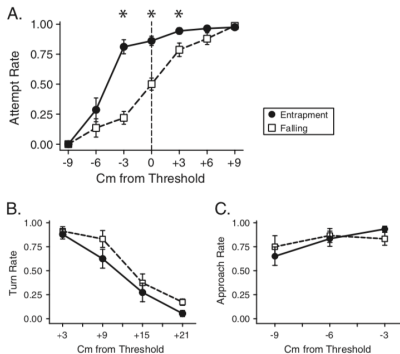 A.
* * *
1.00
0.75
0.50
0.25
0.00
Attempt Rate
-9 -6 -3 0 +3 +6 +9
Cm from Threshold
Entrapment
Falling
B.
1.00
0.75
0.50
0.25
0.00
Turn Rate
+3 +9 +15 +21
Cm from Threshold
C.
1.00
0.75
0.50
0.25
0.00
Approach Rate
-9 -6 -3
Cm from Threshold